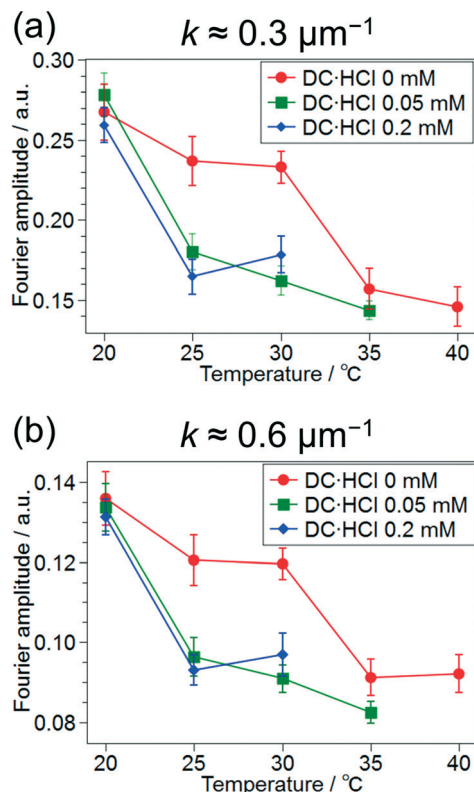 (a) k ≈ 0.3 µm⁻¹
Fourier amplitude / a.u.
0.30
0.25
0.20
0.15
DC·HCl 0 mM
DC·HCl 0.05 mM
DC·HCl 0.2 mM
20 25 30 35 40
Temperature / °C
(b) k ≈ 0.6 µm⁻¹
Fourier amplitude / a.u.
0.14
0.12
0.10
0.08
DC·HCl 0 mM
DC·HCl 0.05 mM
DC·HCl 0.2 mM
20 25 30 35 40
Temperature / °C